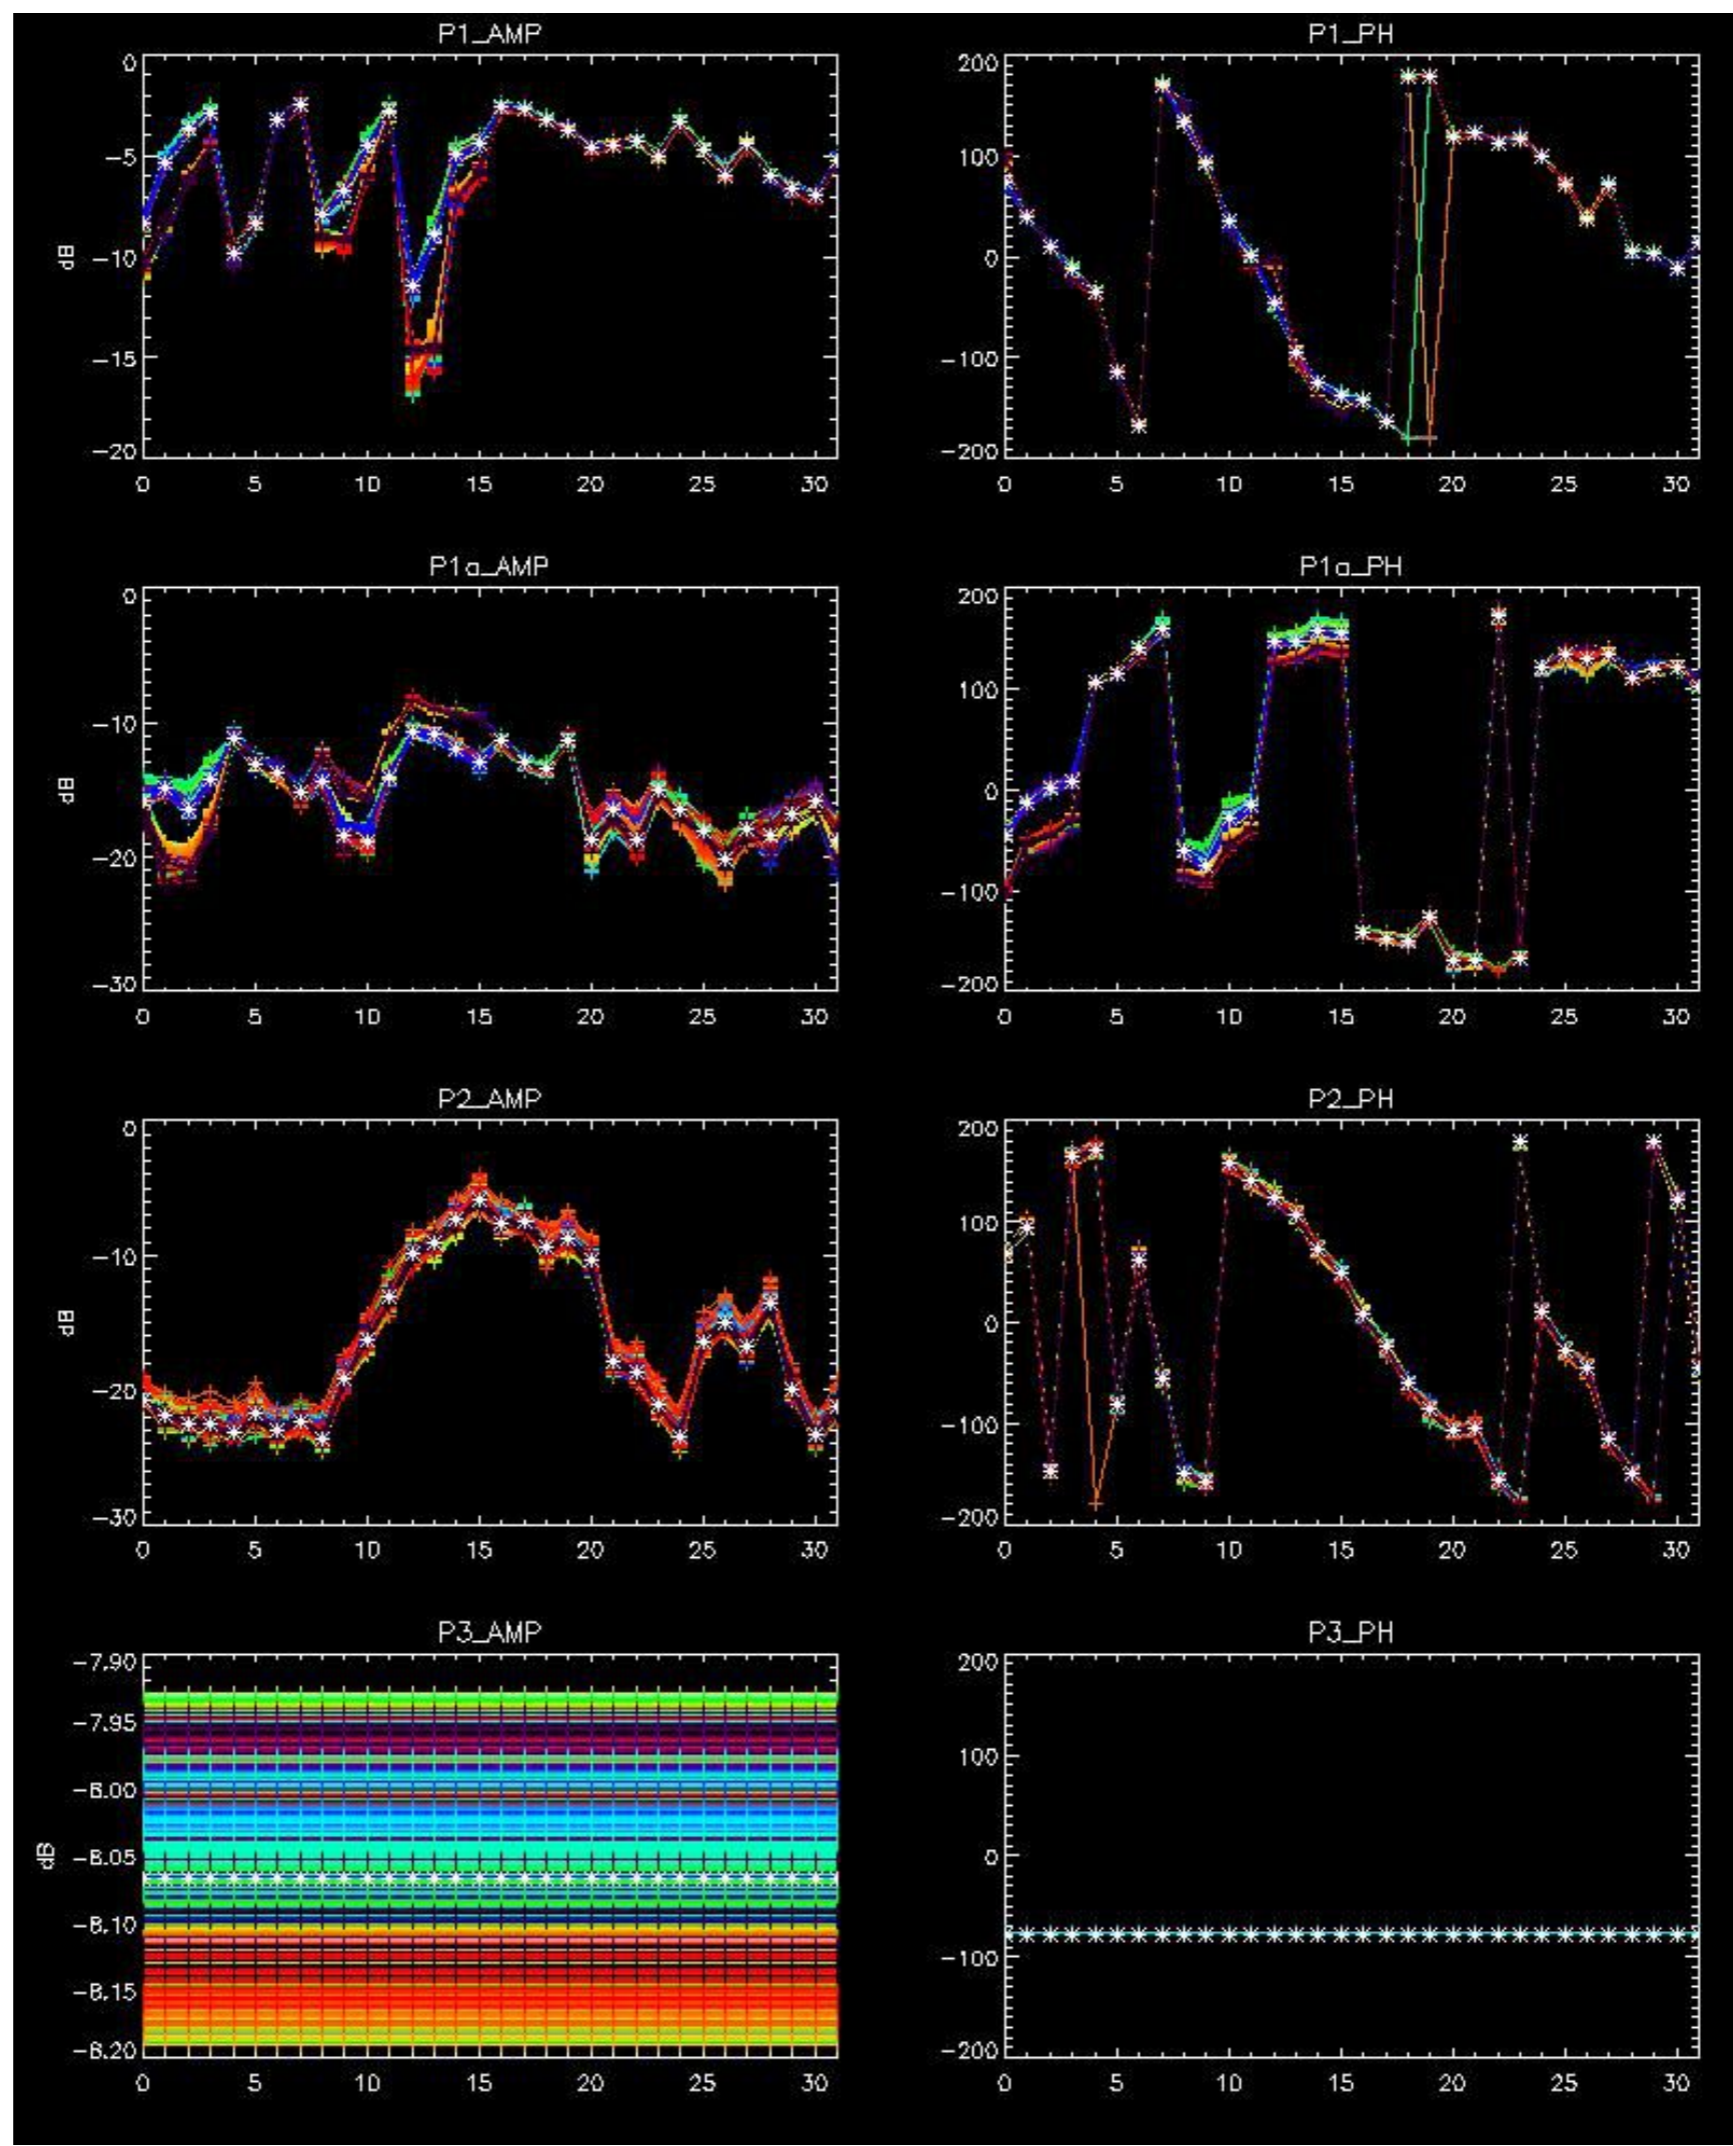 P1_AMP P1_PH
0 200
-5 100
dB -10 0
-15 -100
-20 -200
0 5 10 15 20 25 30 0 5 10 15 20 25 30
P1a_AMP P1a_PH
0 200
-10 100
dB 0
-20 -100
-30 -200
0 5 10 15 20 25 30 0 5 10 15 20 25 30
P2_AMP P2_PH
0 200
-10 100
dB 0
-20 -100
-30 -200
0 5 10 15 20 25 30 0 5 10 15 20 25 30
P3_AMP P3_PH
-7.90 200
-7.95
100
-8.00
dB -8.05 0
-8.10
-100
-8.15
-8.20 -200
0 5 10 15 20 25 30 0 5 10 15 20 25 30